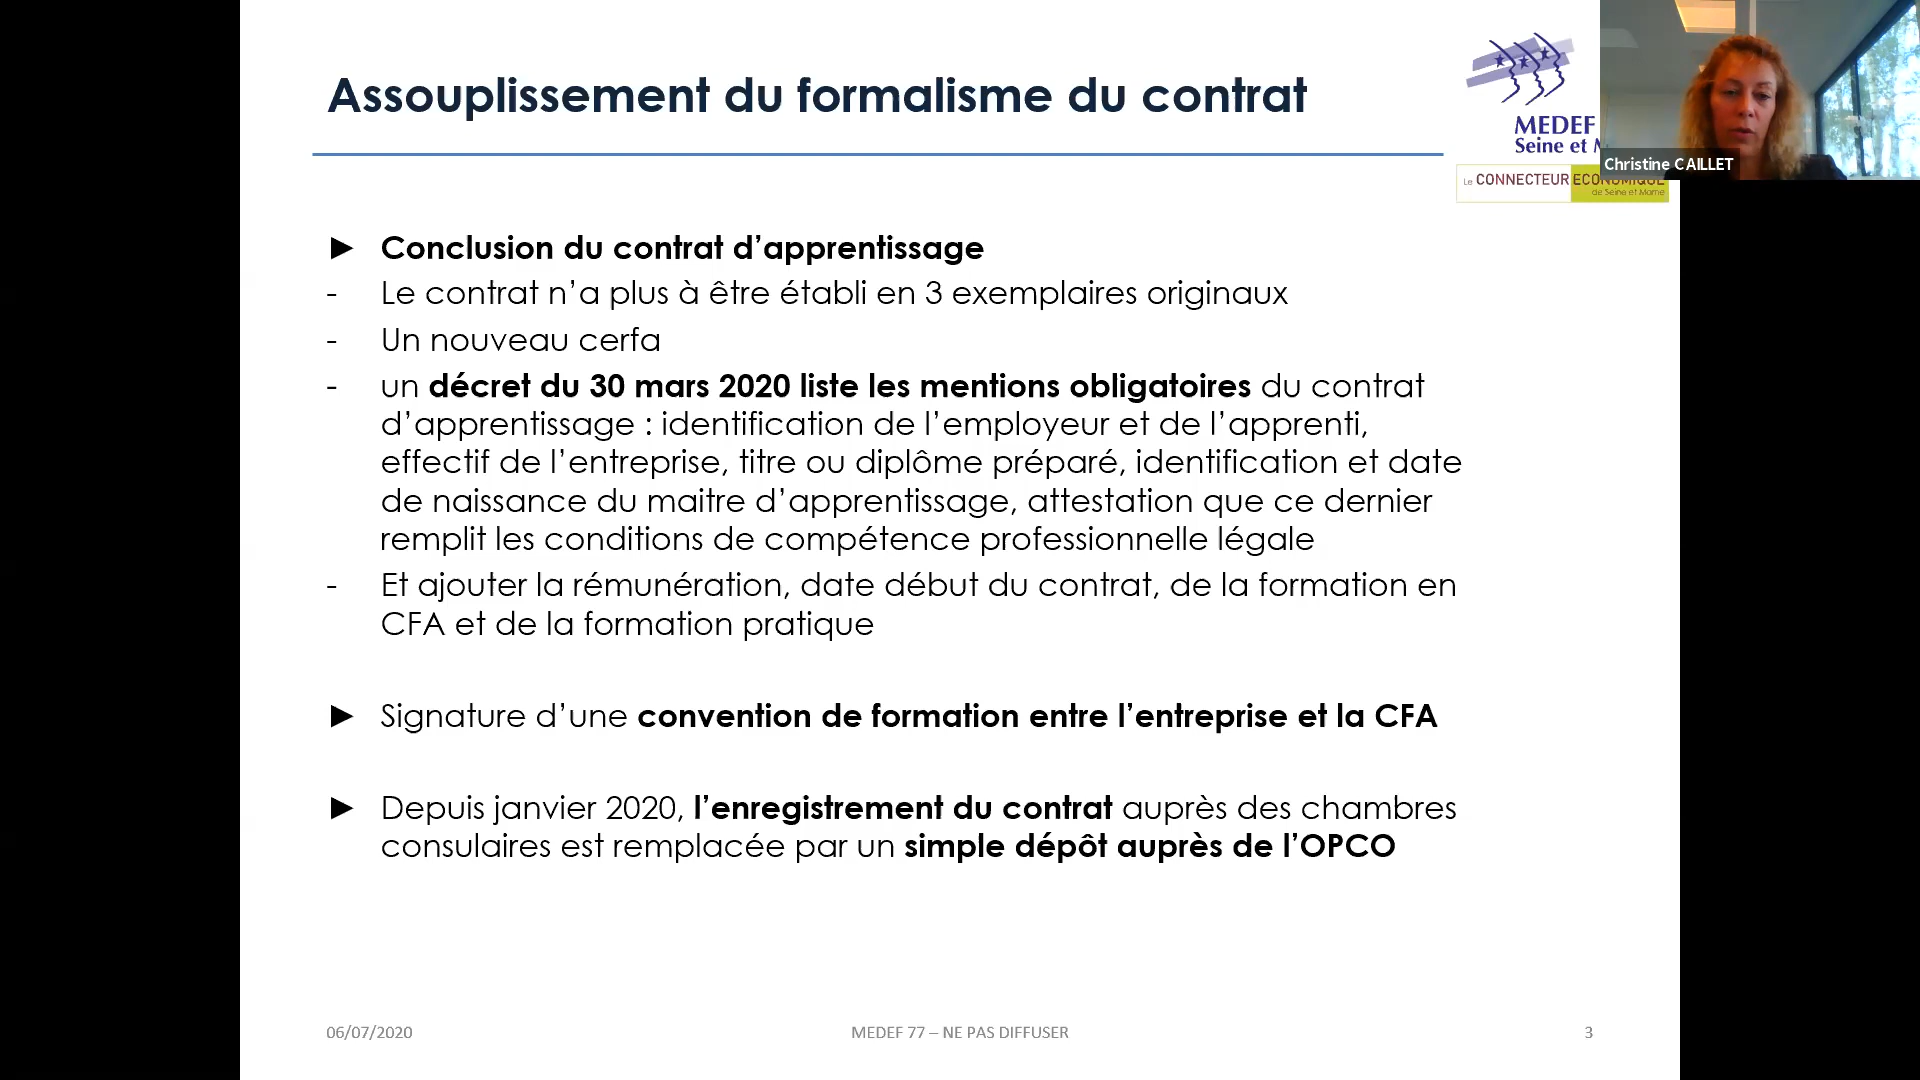 Assouplissement du formalisme du contrat
MEDEF
Seine et
Le CONNECTEUR ECONOMIQUE
de Seine et Marne
Christine CAILLET
► Conclusion du contrat d’apprentissage
- Le contrat n’a plus à être établi en 3 exemplaires originaux
- Un nouveau cerfa
- un décret du 30 mars 2020 liste les mentions obligatoires du contrat
d’apprentissage : identification de l’employeur et de l’apprenti,
effectif de l’entreprise, titre ou diplôme préparé, identification et date
de naissance du maitre d’apprentissage, attestation que ce dernier
remplit les conditions de compétence professionnelle légale
- Et ajouter la rémunération, date début du contrat, de la formation en
CFA et de la formation pratique
► Signature d’une convention de formation entre l’entreprise et la CFA
► Depuis janvier 2020, l’enregistrement du contrat auprès des chambres
consulaires est remplacée par un simple dépôt auprès de l’OPCO
06/07/2020
MEDEF 77 – NE PAS DIFFUSER
3